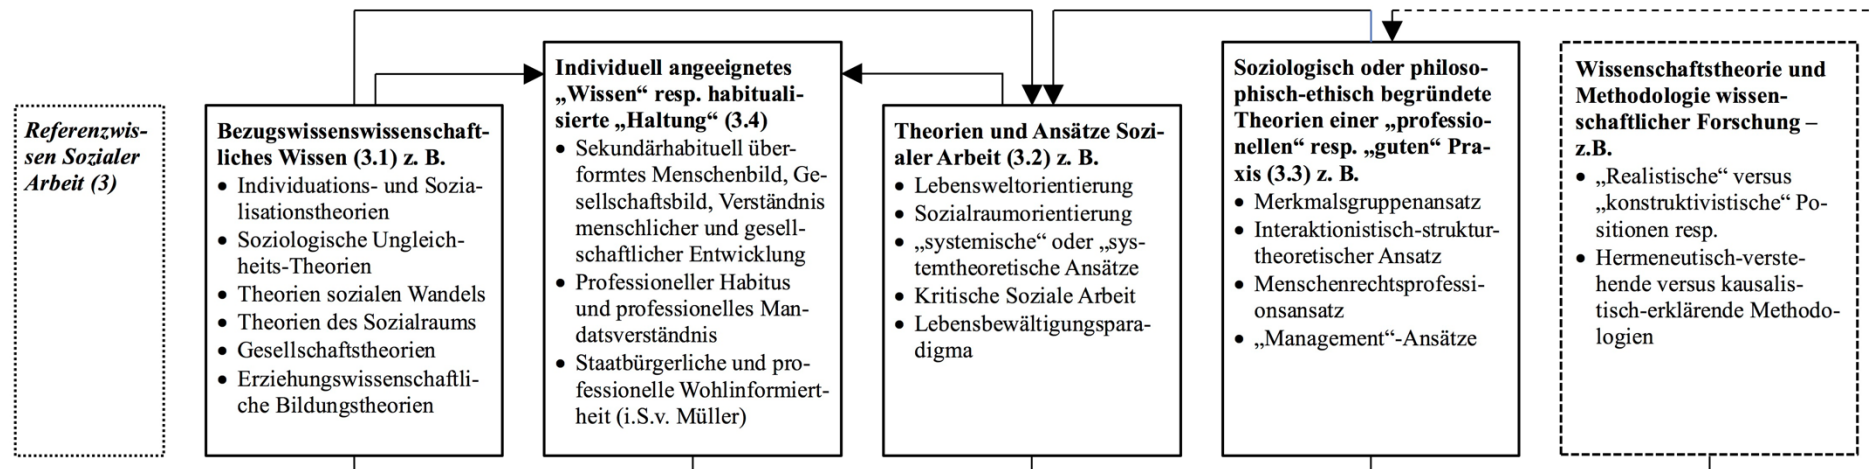 Referenzwis-
sen Sozialer
Arbeit (3)
Bezugswissenswissenschaft-
liches Wissen (3.1) z. B.
• Individuations- und Sozia-
lisationstheorien
• Soziologische Ungleich-
heits-Theorien
• Theorien sozialen Wandels
• Theorien des Sozialraums
• Gesellschaftstheorien
• Erziehungswissenschaftli-
che Bildungstheorien
Individuell angeeignetes
„Wissen“ resp. habituali-
sierte „Haltung“ (3.4)
• Sekundärhabituell über-
formtes Menschenbild, Ge-
sellschaftsbild, Verständnis
menschlicher und gesell-
schaftlicher Entwicklung
• Professioneller Habitus
und professionelles Man-
datsverständnis
• Staatbürgerliche und pro-
fessionelle Wohlinformiert-
heit (i.S.v. Müller)
Theorien und Ansätze Sozi-
aler Arbeit (3.2) z. B.
• Lebensweltorientierung
• Sozialraumorientierung
• „systemische“ oder „sys-
temtheoretische Ansätze
• Kritische Soziale Arbeit
• Lebensbewältigungspara-
digma
Soziologisch oder philoso-
phisch-ethisch begründete
Theorien einer „professio-
nellen“ resp. „guten“ Pra-
xis (3.3) z. B.
• Merkmalsgruppenansatz
• Interaktionistisch-struktur-
theoretischer Ansatz
• Menschenrechtsprofessi-
onsansatz
• „Management“-Ansätze
Wissenschaftstheorie und
Methodologie wissen-
schaftlicher Forschung –
z.B.
• „Realistische“ versus
„konstruktivistische“ Po-
sitionen resp.
• Hermeneutisch-verste-
hende versus kausalis-
tisch-erklärende Methodo-
logien